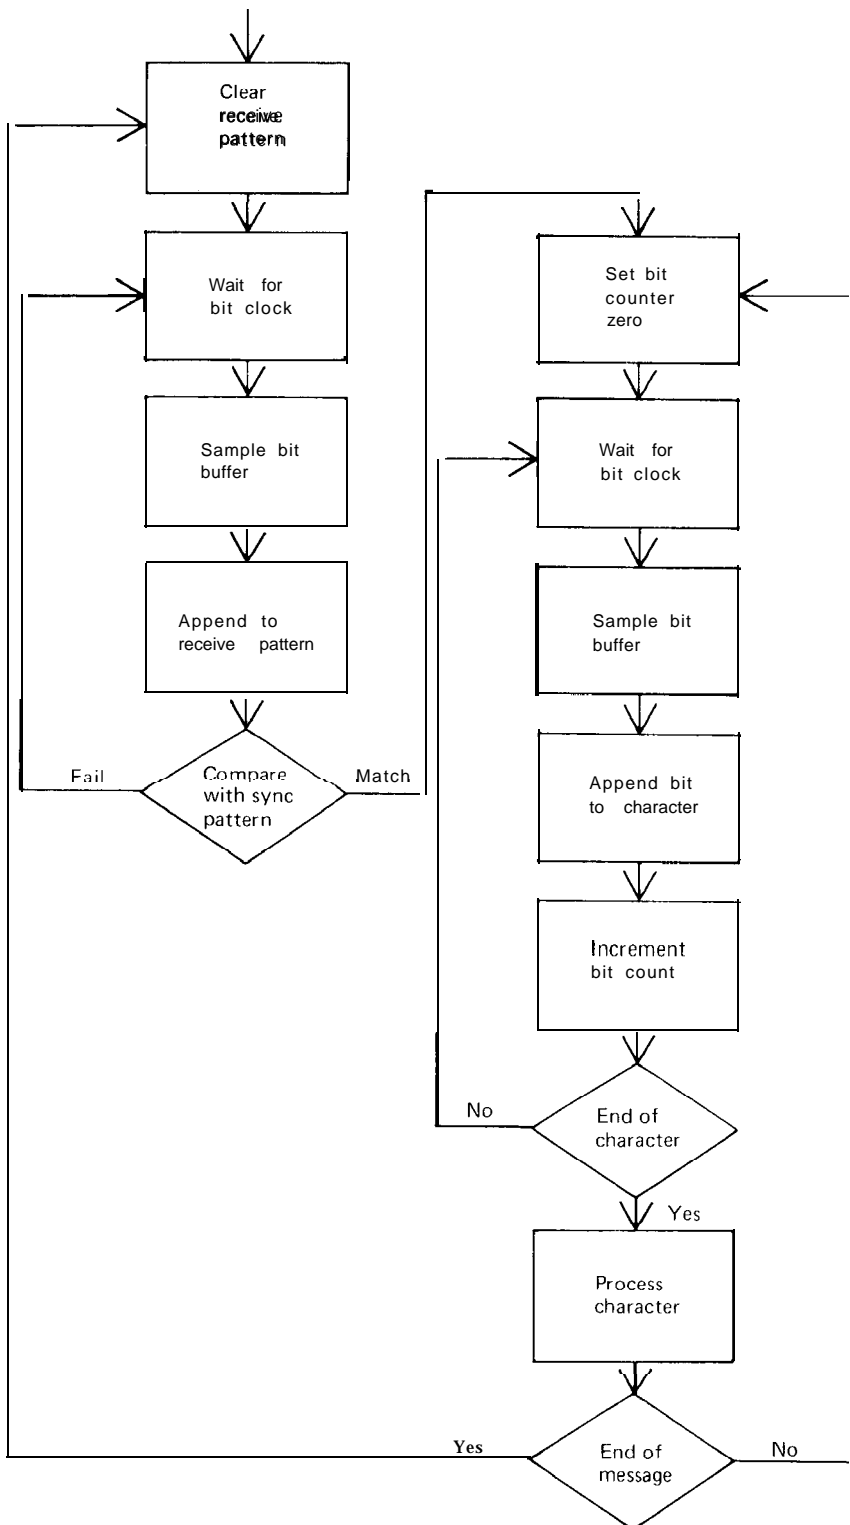 Clear
receive
pattern
Wait for
bit clock
Sample bit
buffer
Append to
receive pattern
Compare
with sync
pattern
Fail
Match
Set bit
counter
zero
Wait for
bit clock
Sample bit
buffer
Append bit
to character
Increment
bit count
End of
character
No
Yes
Process
character
End of
message
Yes
No